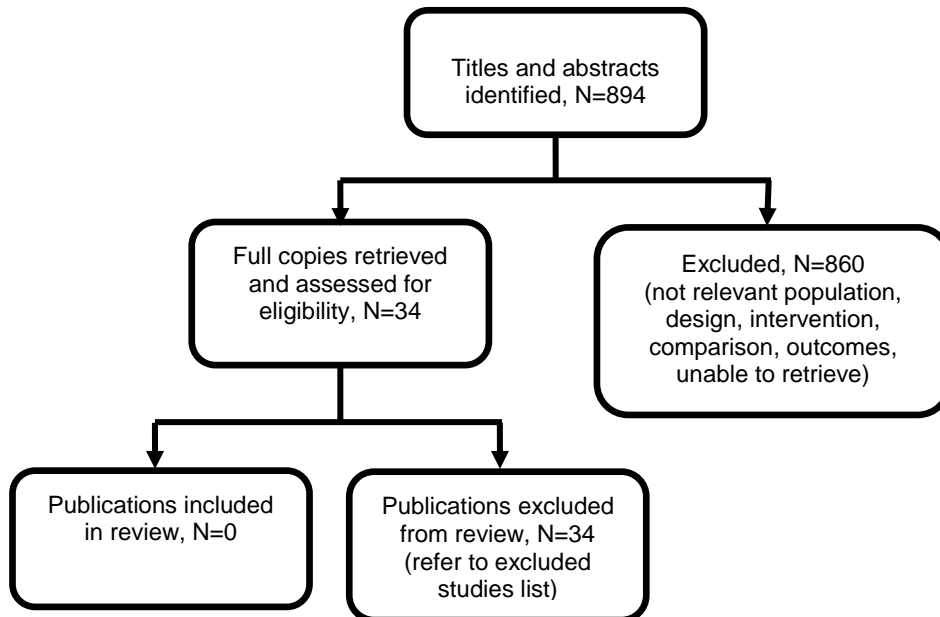 Titles and abstracts
identified, N=894
Full copies retrieved
and assessed for
eligibility, N=34
Excluded, N=860
(not relevant population,
design, intervention,
comparison, outcomes,
unable to retrieve)
Publications included
in review, N=0
Publications excluded
from review, N=34
(refer to excluded
studies list)